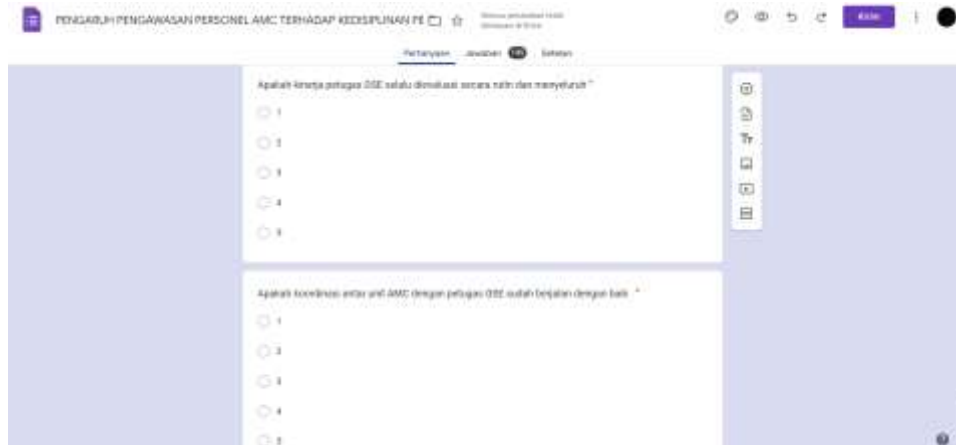 PENGARUH PENGAWASAN PERSONEL AMC TERHADAP KEDISIPLINAN PE
Kirim
Pertanyaan Jawaban Setelan
Apakah kinerja petugas GSE selalu dievaluasi secara rutin dan menyeluruh *
1
2
3
4
5
Apakah koordinasi antar unit AMC dengan petugas GSE sudah berjalan dengan baik *
1
2
3
4
5